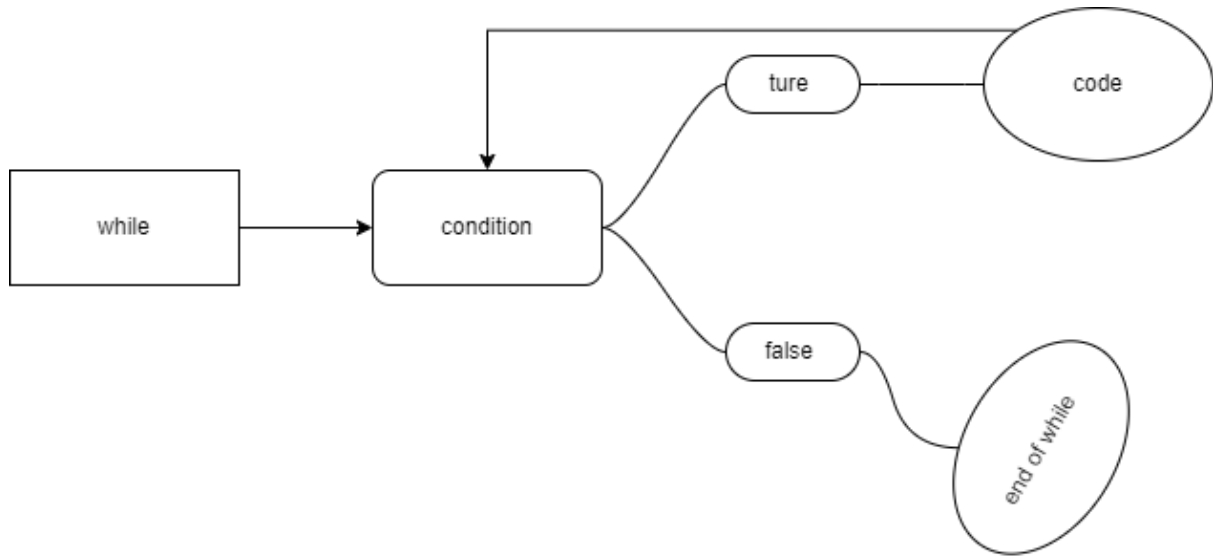 ture
code
while
condition
false
end of while